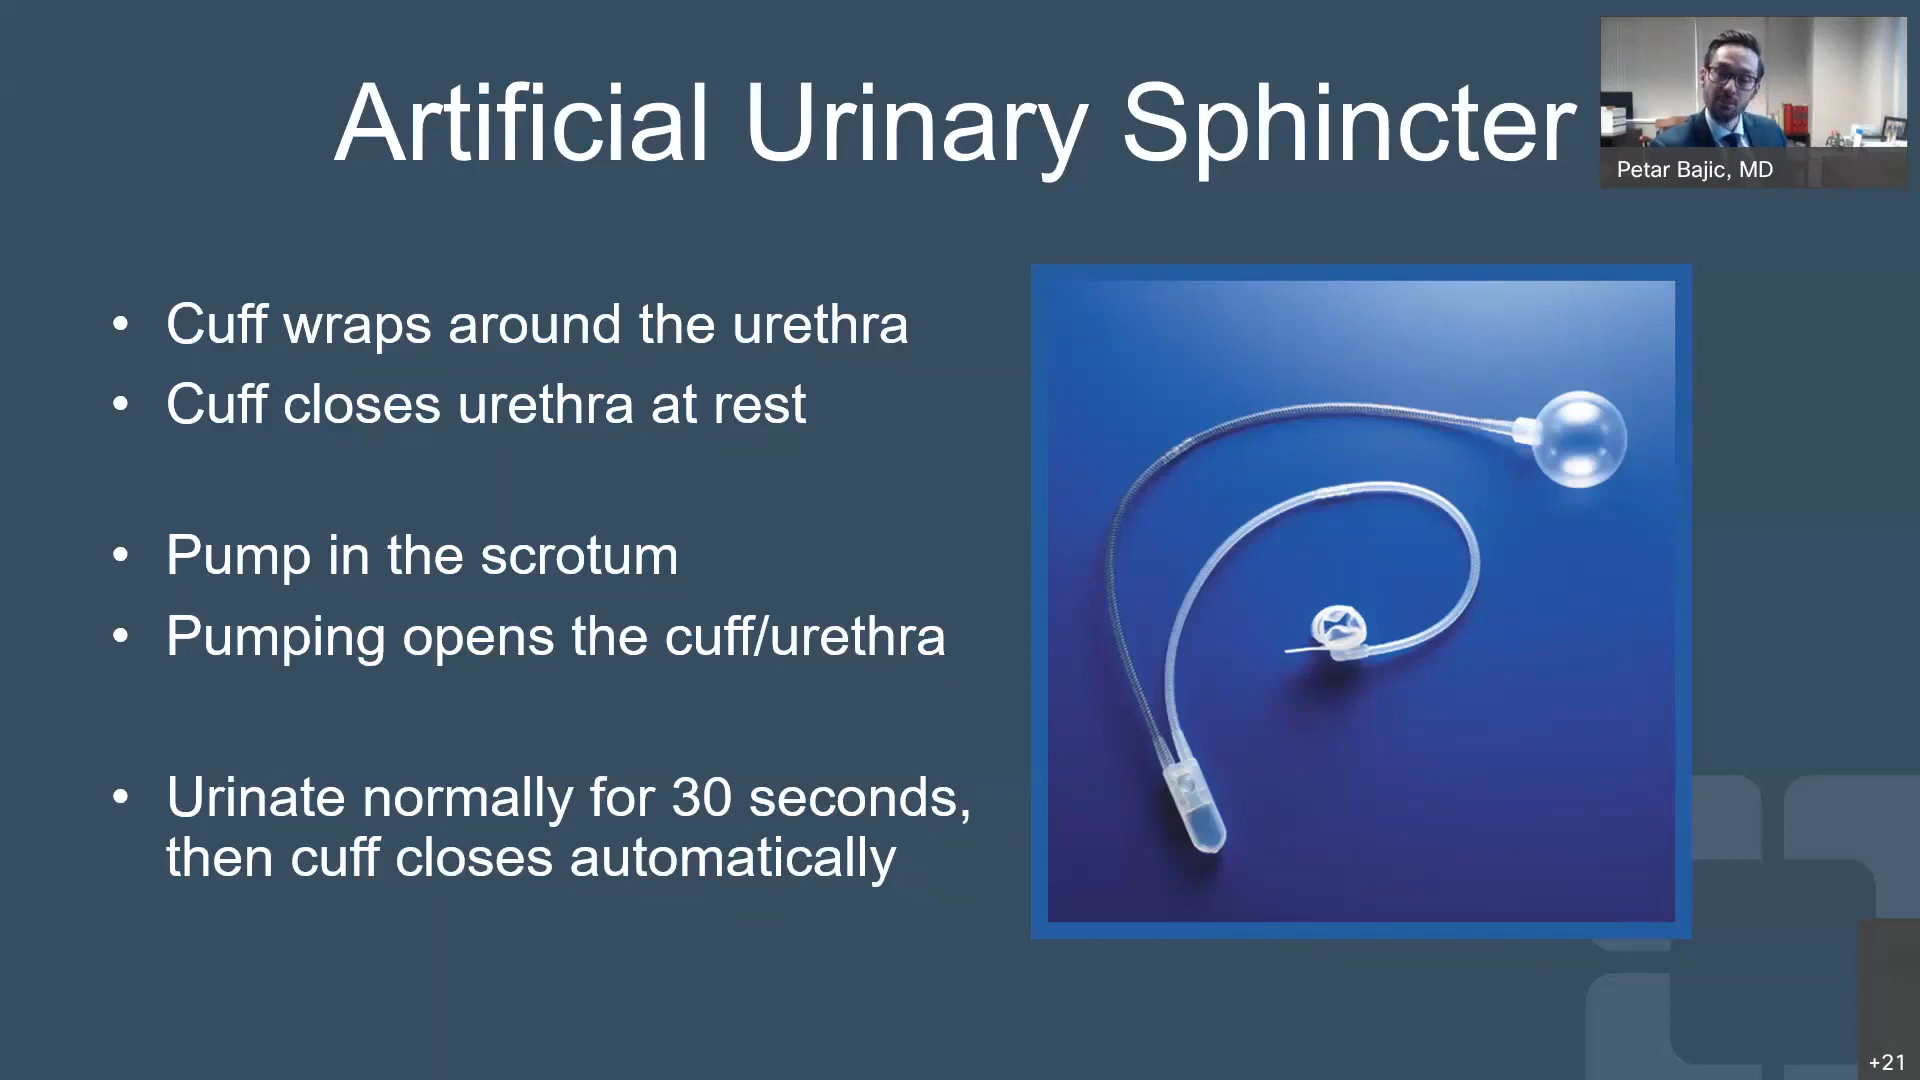 Artificial Urinary Sphincter
Petar Bajic, MD
• Cuff wraps around the urethra
• Cuff closes urethra at rest
• Pump in the scrotum
• Pumping opens the cuff/urethra
• Urinate normally for 30 seconds,
then cuff closes automatically
+21